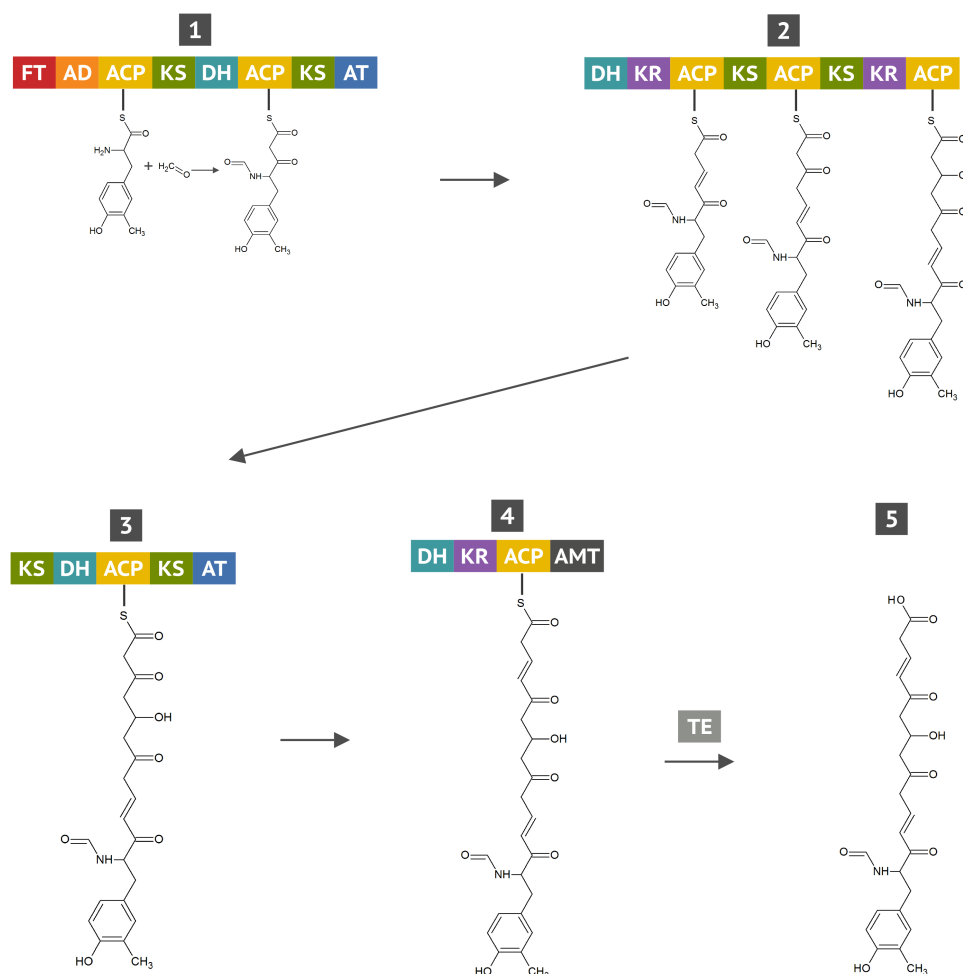 1
FT AD ACP KS DH ACP KS AT
S
O
H₂N
+ H₂C O
HO
CH₃
S
O
O
O
NH
HO
CH₃
2
DH KR ACP KS ACP KS KR ACP
S
O
O
O
NH
HO
CH₃
S
O
O
O
O
NH
HO
CH₃
S
O
O
O
O
O
NH
HO
CH₃
3
KS DH ACP KS AT
S
O
O
OH
O
O
O
NH
HO
CH₃
4
DH KR ACP AMT
S
O
O
OH
O
O
O
NH
HO
CH₃
TE
5
HO
O
O
OH
O
O
O
NH
HO
CH₃